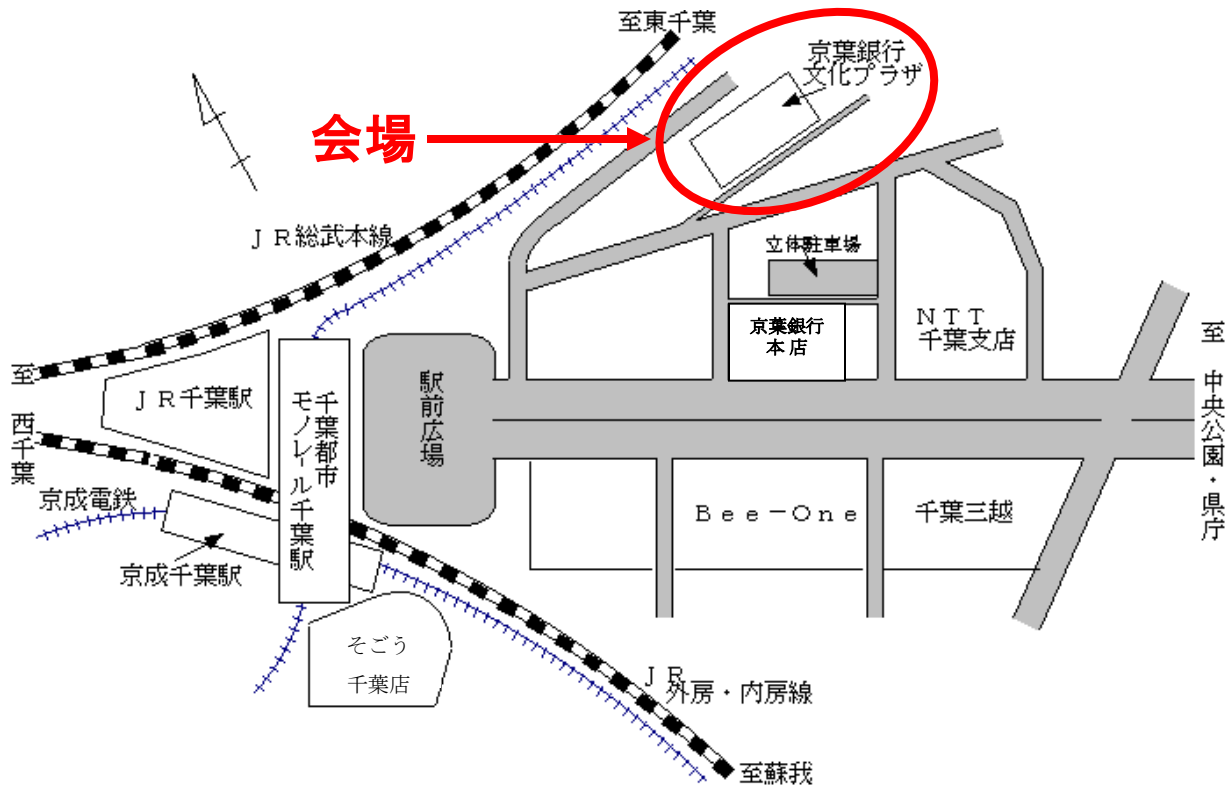 至東千葉
京葉銀行
文化プラザ
会場
ＪＲ総武本線
立体駐車場
京葉銀行
本店
ＮＴＴ
千葉支店
至
西千葉
ＪＲ千葉駅
千葉都市
モノレール千葉駅
駅前広場
至
中央公園・県庁
京成電鉄
京成千葉駅
Ｂｅｅ－Ｏｎｅ
千葉三越
そごう
千葉店
ＪＲ
外房・内房線
至蘇我